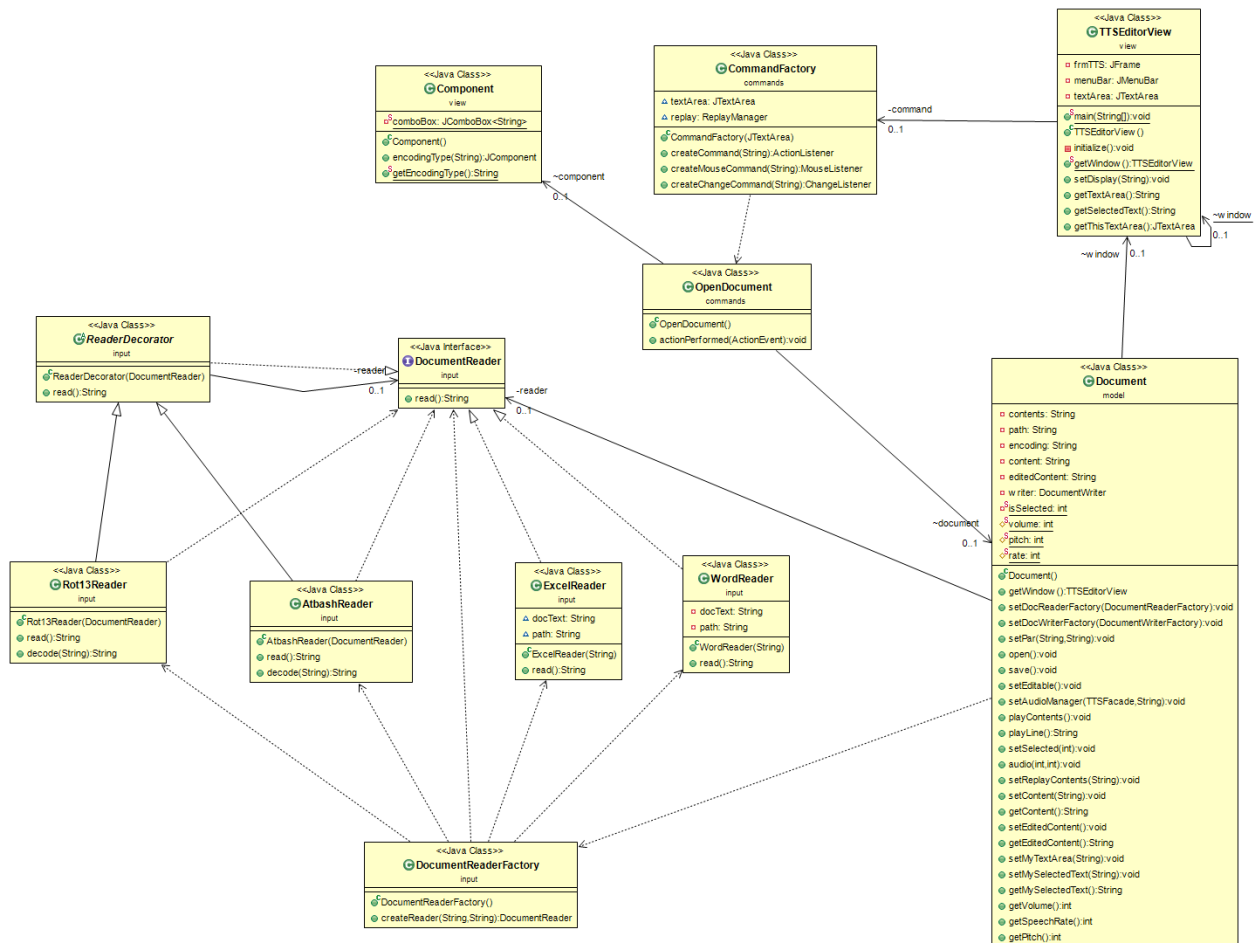 <<Java Class>>
TTSEditorView
view
frmTTS: JFrame
menuBar: JMenuBar
textArea: JTextArea
main(String[]):void
TTSEditorView()
initialize():void
getWindow():TTSEditorView
setDisplay(String):void
getTextArea():String
getSelectedText():String
getThisTextArea():JTextArea
~window
0..1
~window
0..1
<<Java Class>>
CommandFactory
commands
textArea: JTextArea
replay: ReplayManager
CommandFactory(JTextArea)
createCommand(String):ActionListener
createMouseCommand(String):MouseListener
createChangeCommand(String):ChangeListener
-command
0..1
<<Java Class>>
Component
view
comboBox: JComboBox<String>
Component()
encodingType(String):JComponent
getEncodingType():String
~component
0..1
<<Java Class>>
OpenDocument
commands
OpenDocument()
actionPerformed(ActionEvent):void
<<Java Class>>
ReaderDecorator
input
ReaderDecorator(DocumentReader)
read():String
-reader
0..1
<<Java Interface>>
DocumentReader
input
read():String
-reader
0..1
<<Java Class>>
Document
model
contents: String
path: String
encoding: String
content: String
editedContent: String
writer: DocumentWriter
isSelected: int
volume: int
pitch: int
rate: int
Document()
getWindow():TTSEditorView
setDocReaderFactory(DocumentReaderFactory):void
setDocWriterFactory(DocumentWriterFactory):void
setPar(String,String):void
open():void
save():void
setEditable():void
setAudioManager(TTSFacade,String):void
playContents():void
playLine():String
setSelected(int):void
audio(int,int):void
setReplayContents(String):void
setContent(String):void
getContent():String
setEditedContent():void
getEditedContent():String
setMyTextArea(String):void
setMySelectedText(String):void
getMySelectedText():String
getVolume():int
getSpeechRate():int
getPitch():int
~document
0..1
<<Java Class>>
Rot13Reader
input
Rot13Reader(DocumentReader)
read():String
decode(String):String
<<Java Class>>
AtbashReader
input
AtbashReader(DocumentReader)
read():String
decode(String):String
<<Java Class>>
ExcelReader
input
docText: String
path: String
ExcelReader(String)
read():String
<<Java Class>>
WordReader
input
docText: String
path: String
WordReader(String)
read():String
<<Java Class>>
DocumentReaderFactory
input
DocumentReaderFactory()
createReader(String,String):DocumentReader